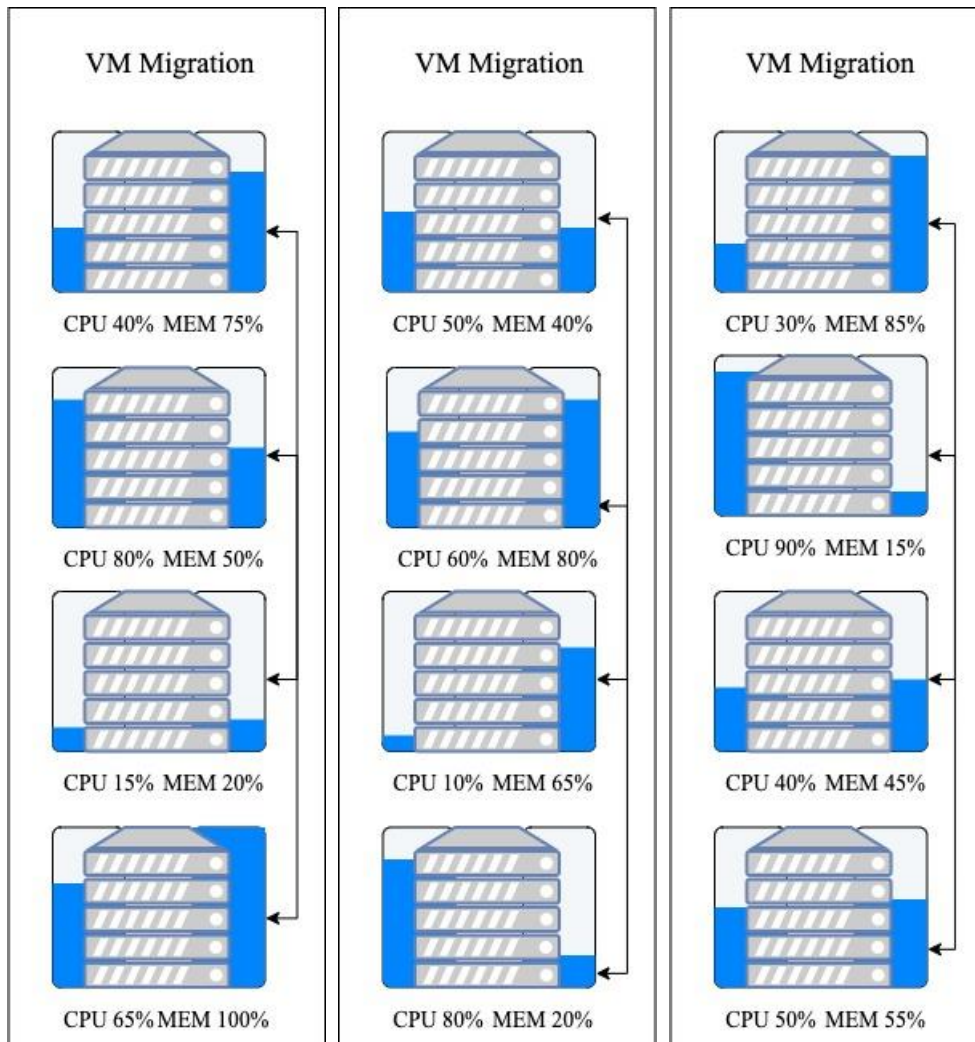 VM Migration
CPU 40% MEM 75%
CPU 80% MEM 50%
CPU 15% MEM 20%
CPU 65% MEM 100%
VM Migration
CPU 50% MEM 40%
CPU 60% MEM 80%
CPU 10% MEM 65%
CPU 80% MEM 20%
VM Migration
CPU 30% MEM 85%
CPU 90% MEM 15%
CPU 40% MEM 45%
CPU 50% MEM 55%